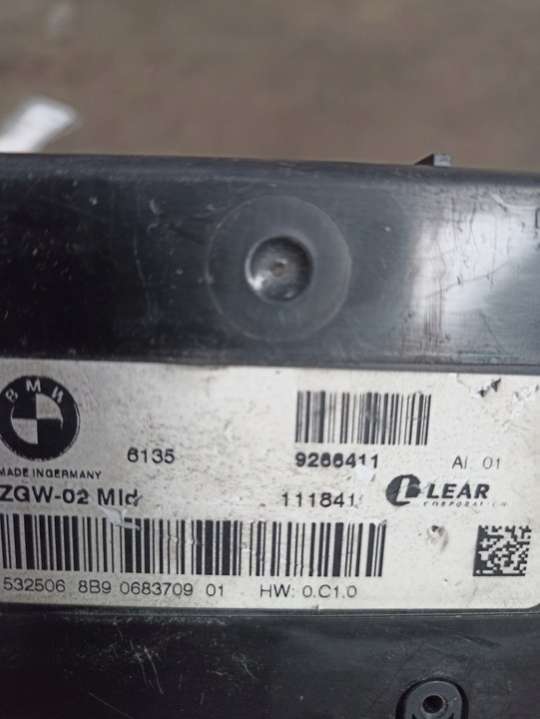 BMW
6135 9266411 AI. 01
MADE IN GERMANY
ZGW-02 Mid 111841 LEAR
CORPORATION
532506 8B9 0683709 01 HW: 0.C1.0